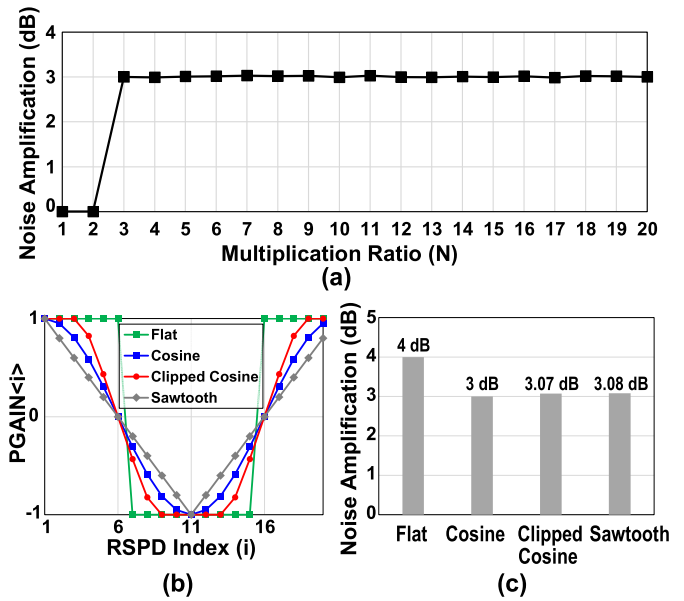 Noise Amplification (dB)
4
3
2
1
0
1 2 3 4 5 6 7 8 9 10 11 12 13 14 15 16 17 18 19 20
Multiplication Ratio (N)
(a)
PGAIN<i>
1
0
-1
Flat
Cosine
Clipped Cosine
Sawtooth
1 6 11 16
RSPD Index (i)
(b)
Noise Amplification (dB)
5
4
3
2
1
0
4 dB
3 dB
3.07 dB
3.08 dB
Flat Cosine Clipped Sawtooth
Cosine
(c)